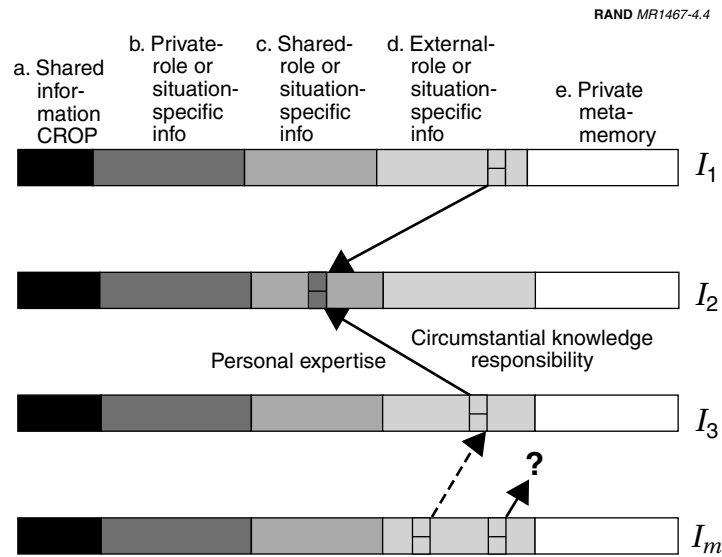 RAND MR1467-4.4
a. Shared
infor-
mation
CROP
b. Private-
role or
situation-
specific
info
c. Shared-
role or
situation-
specific
info
d. External-
role or
situation-
specific
info
e. Private
meta-
memory
I1
I2
Personal expertise
Circumstantial knowledge
responsibility
I3
?
Im